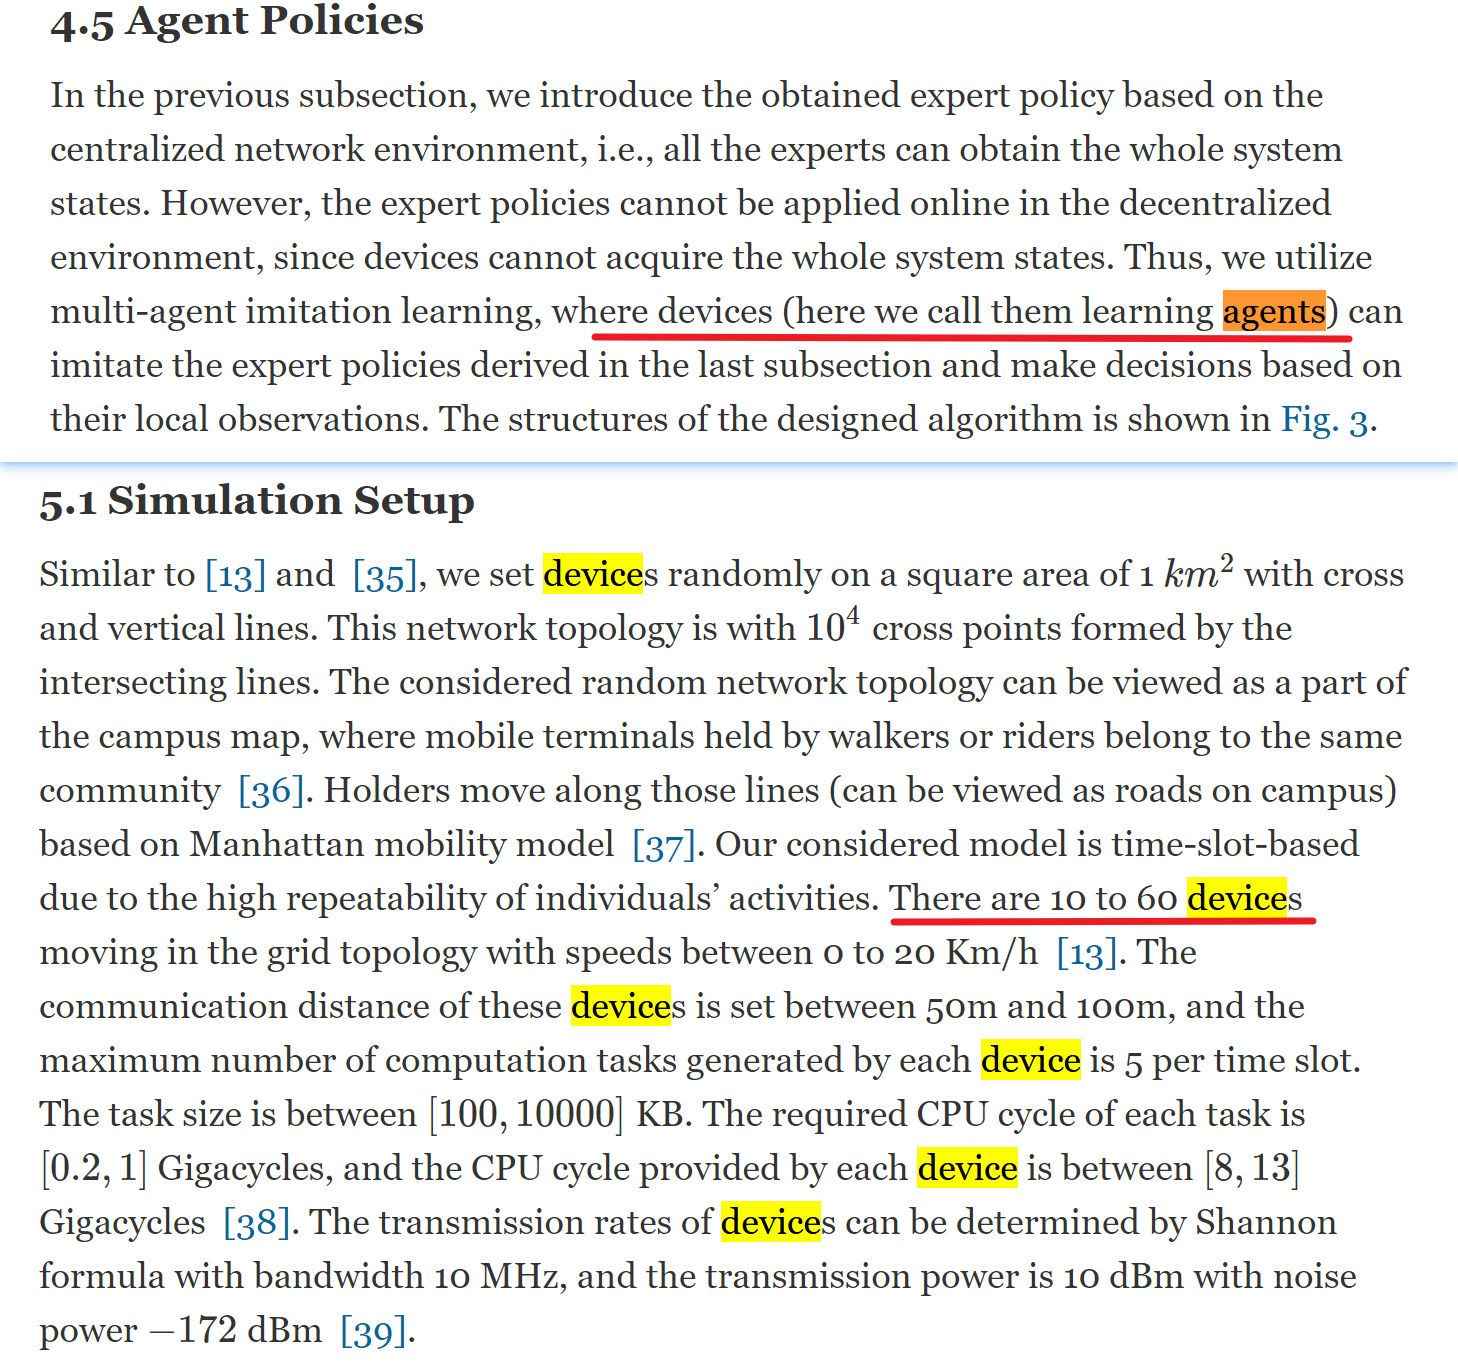 4.5 Agent Policies
In the previous subsection, we introduce the obtained expert policy based on the
centralized network environment, i.e., all the experts can obtain the whole system
states. However, the expert policies cannot be applied online in the decentralized
environment, since devices cannot acquire the whole system states. Thus, we utilize
multi-agent imitation learning, where devices (here we call them learning agents) can
imitate the expert policies derived in the last subsection and make decisions based on
their local observations. The structures of the designed algorithm is shown in Fig. 3.
5.1 Simulation Setup
Similar to [13] and [35], we set devices randomly on a square area of 1 km² with cross
and vertical lines. This network topology is with 10⁴ cross points formed by the
intersecting lines. The considered random network topology can be viewed as a part of
the campus map, where mobile terminals held by walkers or riders belong to the same
community [36]. Holders move along those lines (can be viewed as roads on campus)
based on Manhattan mobility model [37]. Our considered model is time-slot-based
due to the high repeatability of individuals’ activities. There are 10 to 60 devices
moving in the grid topology with speeds between 0 to 20 Km/h [13]. The
communication distance of these devices is set between 50m and 100m, and the
maximum number of computation tasks generated by each device is 5 per time slot.
The task size is between [100, 10000] KB. The required CPU cycle of each task is
[0.2, 1] Gigacycles, and the CPU cycle provided by each device is between [8, 13]
Gigacycles [38]. The transmission rates of devices can be determined by Shannon
formula with bandwidth 10 MHz, and the transmission power is 10 dBm with noise
power −172 dBm [39].